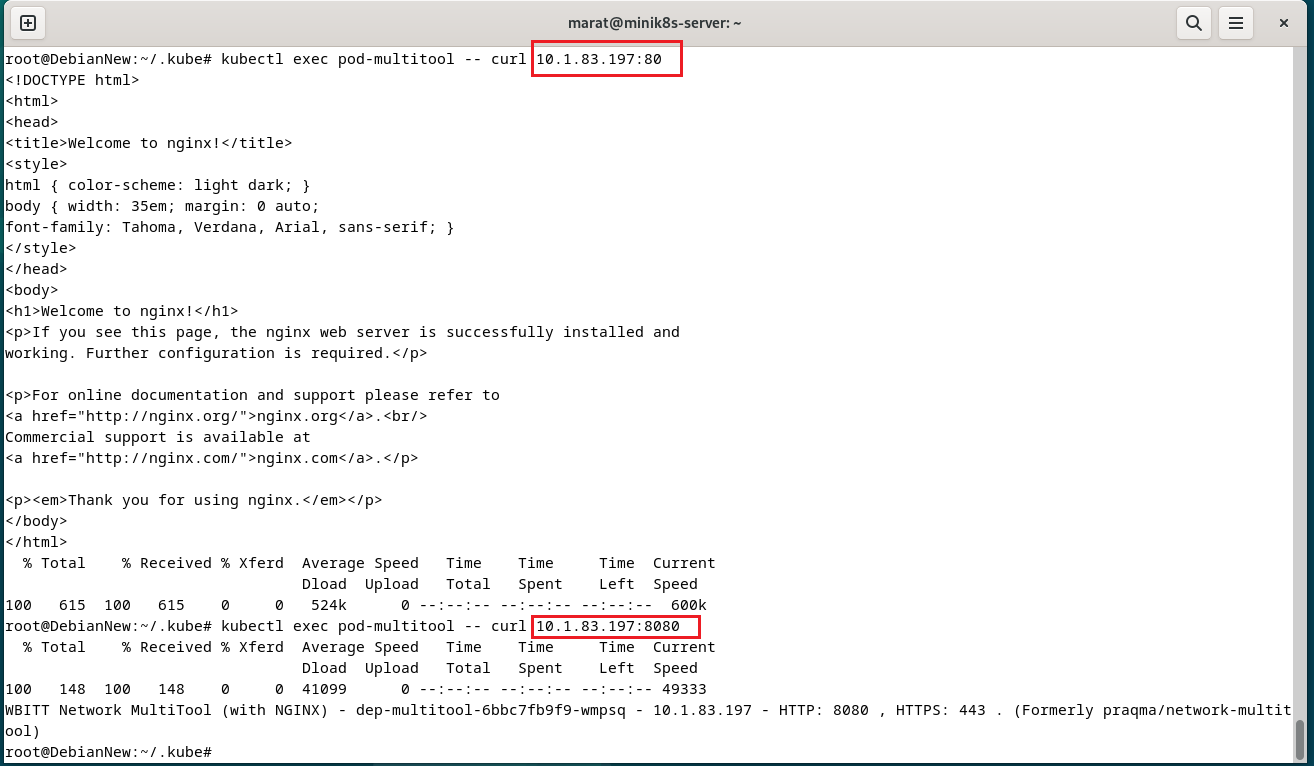 marat@minik8s-server: ~
root@DebianNew:~/.kube# kubectl exec pod-multitool -- curl 10.1.83.197:80
<!DOCTYPE html>
<html>
<head>
<title>Welcome to nginx!</title>
<style>
html { color-scheme: light dark; }
body { width: 35em; margin: 0 auto;
font-family: Tahoma, Verdana, Arial, sans-serif; }
</style>
</head>
<body>
<h1>Welcome to nginx!</h1>
<p>If you see this page, the nginx web server is successfully installed and
working. Further configuration is required.</p>

<p>For online documentation and support please refer to
<a href="http://nginx.org/">nginx.org</a>.<br/>
Commercial support is available at
<a href="http://nginx.com/">nginx.com</a>.</p>

<p><em>Thank you for using nginx.</em></p>
</body>
</html>
  % Total    % Received % Xferd  Average Speed   Time    Time     Time  Current
                                 Dload  Upload   Total   Spent    Left  Speed
100   615  100   615    0     0   524k      0 --:--:-- --:--:-- --:--:--  600k
root@DebianNew:~/.kube# kubectl exec pod-multitool -- curl 10.1.83.197:8080
  % Total    % Received % Xferd  Average Speed   Time    Time     Time  Current
                                 Dload  Upload   Total   Spent    Left  Speed
100   148  100   148    0     0  41099      0 --:--:-- --:--:-- --:--:-- 49333
WBITT Network MultiTool (with NGINX) - dep-multitool-6bbc7fb9f9-wmpsq - 10.1.83.197 - HTTP: 8080 , HTTPS: 443 . (Formerly praqma/network-multit
ool)
root@DebianNew:~/.kube#